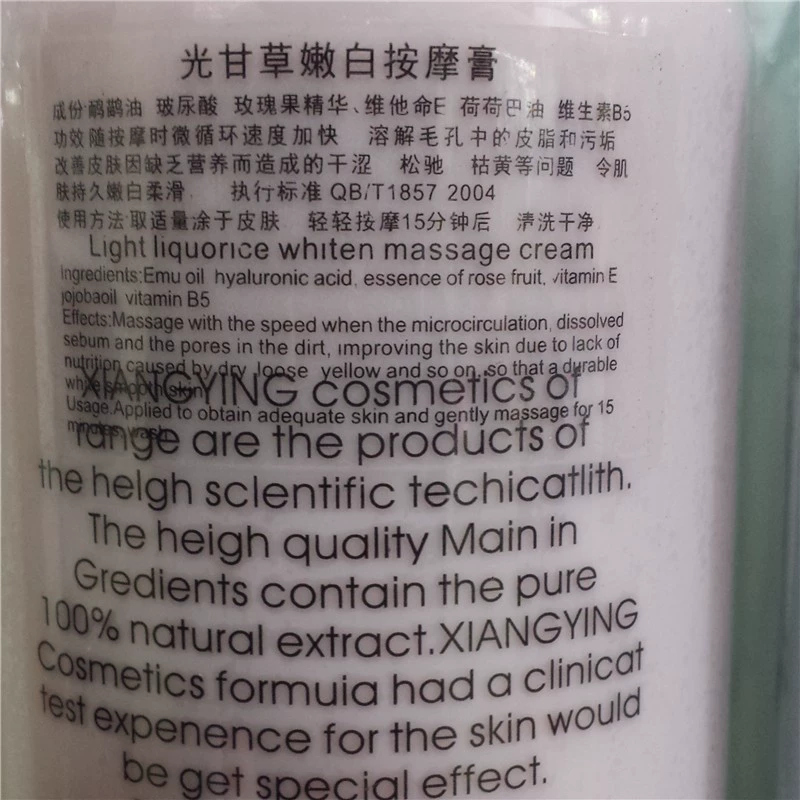 光甘草嫩白按摩膏
成份:鸸鹋油 玻尿酸 玫瑰果精华、维他命E 荷荷巴油 维生素B5
功效 随按摩时微循环速度加快 溶解毛孔中的皮脂和污垢
改善皮肤因缺乏营养而造成的干涩 松驰 枯黄等问题 令肌
肤持久嫩白柔滑 执行标准 QB/T1857 2004
使用方法:取适量涂于皮肤 轻轻按摩15分钟后 清洗干净
Light liquorice whiten massage cream
Ingredients:Emu oil hyaluronic acid, essence of rose fruit, vitamin E
jojobaoil vitamin B5
Effects:Massage with the speed when the microcirculation, dissolved
sebum and the pores in the dirt, improving the skin due to lack of
nutrition caused by dry loose yellow and so on, so that a durable
white smooth skin
Usage:Applied to obtain adequate skin and gently massage for 15
minutes, wash
XIANGYING cosmetics of
range are the products of
the helgh sclentific techicatlith.
The heigh quality Main in
Gredients contain the pure
100% natural extract.XIANGYING
Cosmetics formuia had a clinicat
test expenence for the skin would
be get special effect.